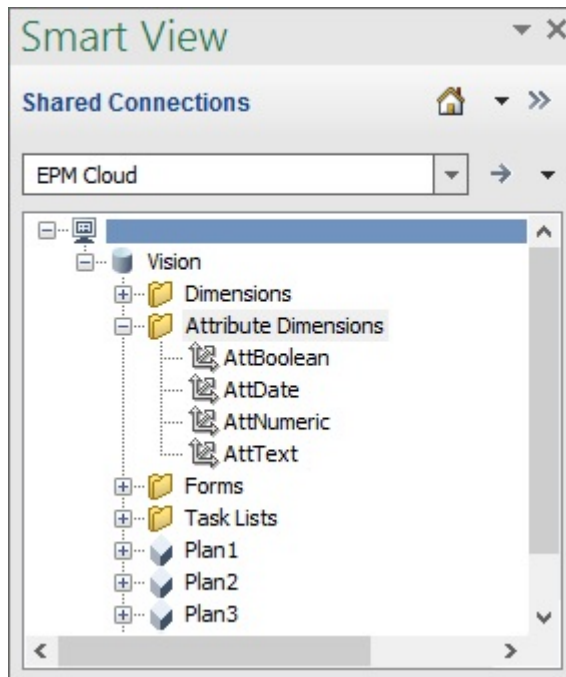 Smart View
Shared Connections
EPM Cloud
Vision
Dimensions
Attribute Dimensions
AttBoolean
AttDate
AttNumeric
AttText
Forms
Task Lists
Plan1
Plan2
Plan3